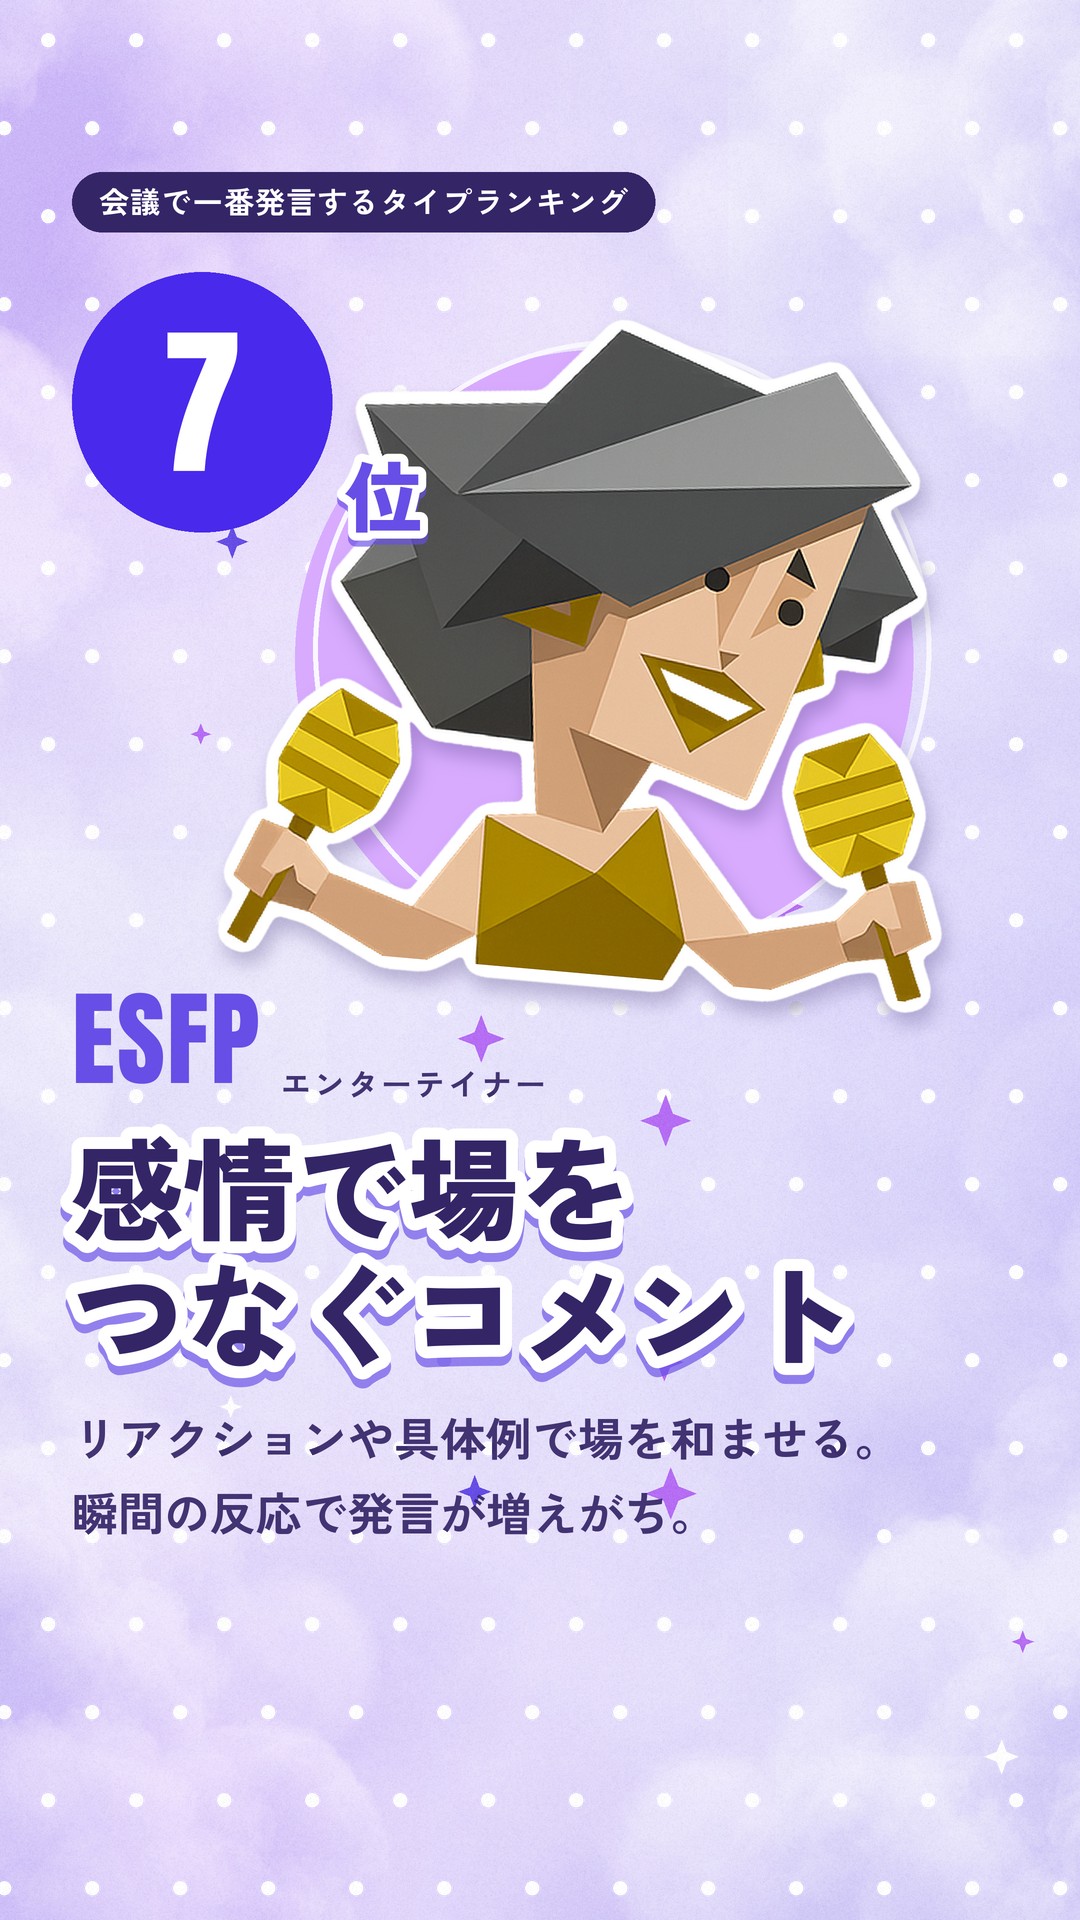 会議で一番発言するタイプランキング
7
位
ESFP
エンターテイナー
感情で場を
つなぐコメント
リアクションや具体例で場を和ませる。
瞬間の反応で発言が増えがち。